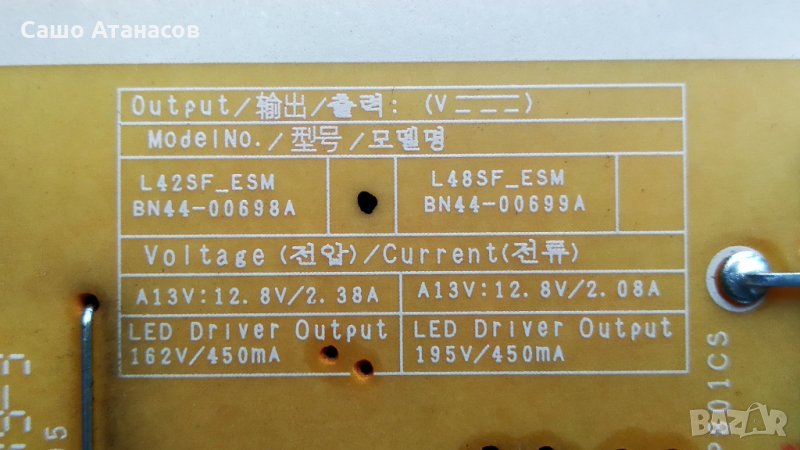 Сашо Атанасов
Output/输出/출력: (V ⎓)
ModelNo./型号/모델명
L42SF_ESM
BN44-00698A
L48SF_ESM
BN44-00699A
Voltage (전압)/Current(전류)
A13V:12.8V/2.38A
A13V:12.8V/2.08A
LED Driver Output
162V/450mA
LED Driver Output
195V/450mA
BAZAR